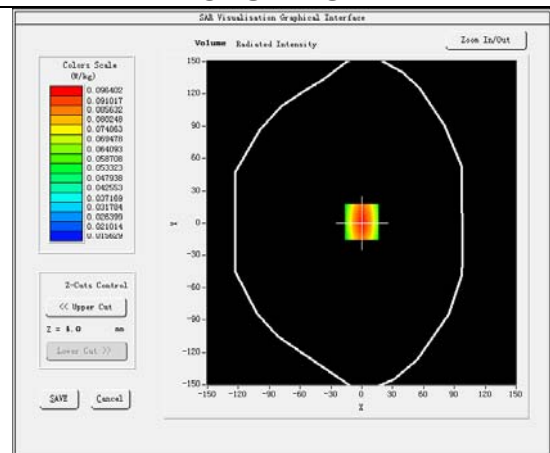 SAR Visualisation Graphical Interface
Volume Radiated Intensity
Zoom In/Out
Colors Scale
(W/kg)
0.096402
0.091017
0.085632
0.080248
0.074863
0.069478
0.064093
0.058708
0.053323
0.047938
0.042553
0.037169
0.031784
0.026399
0.021014
0.015629
150
120
90
60
30
0
-30
-60
-90
-120
-150
Y
-150 -120 -90 -60 -30 0 30 60 90 120 150
X
Z-Cuts Control
<< Upper Cut
Z = 4.0 mm
Lower Cut >>
SAVE Cancel